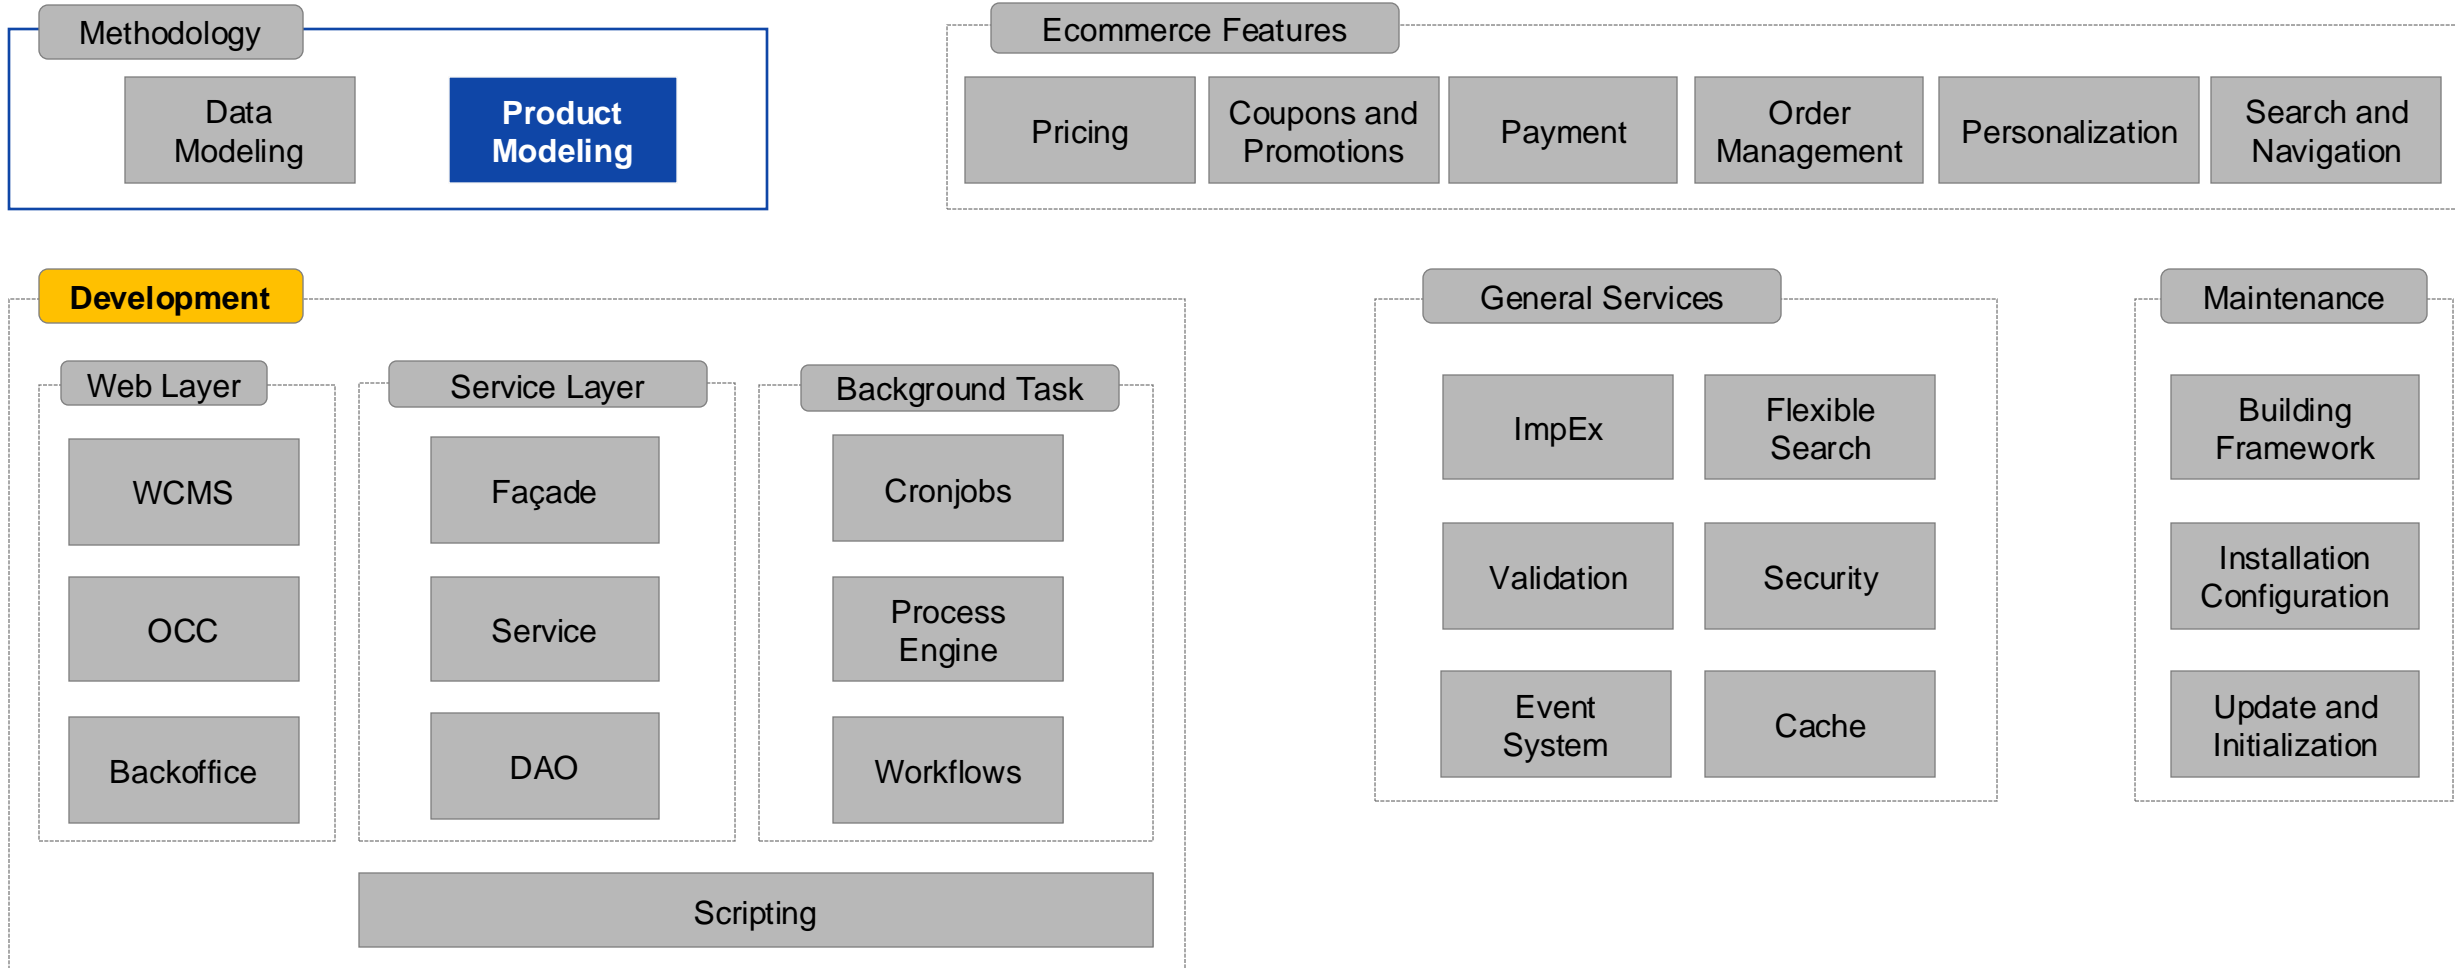 Methodology
Data
Modeling
Product
Modeling
Ecommerce Features
Pricing
Coupons and
Promotions
Payment
Order
Management
Personalization
Search and
Navigation
Development
Web Layer
WCMS
OCC
Backoffice
Service Layer
Façade
Service
DAO
Background Task
Cronjobs
Process
Engine
Workflows
Scripting
General Services
ImpEx
Flexible
Search
Validation
Security
Event
System
Cache
Maintenance
Building
Framework
Installation
Configuration
Update and
Initialization